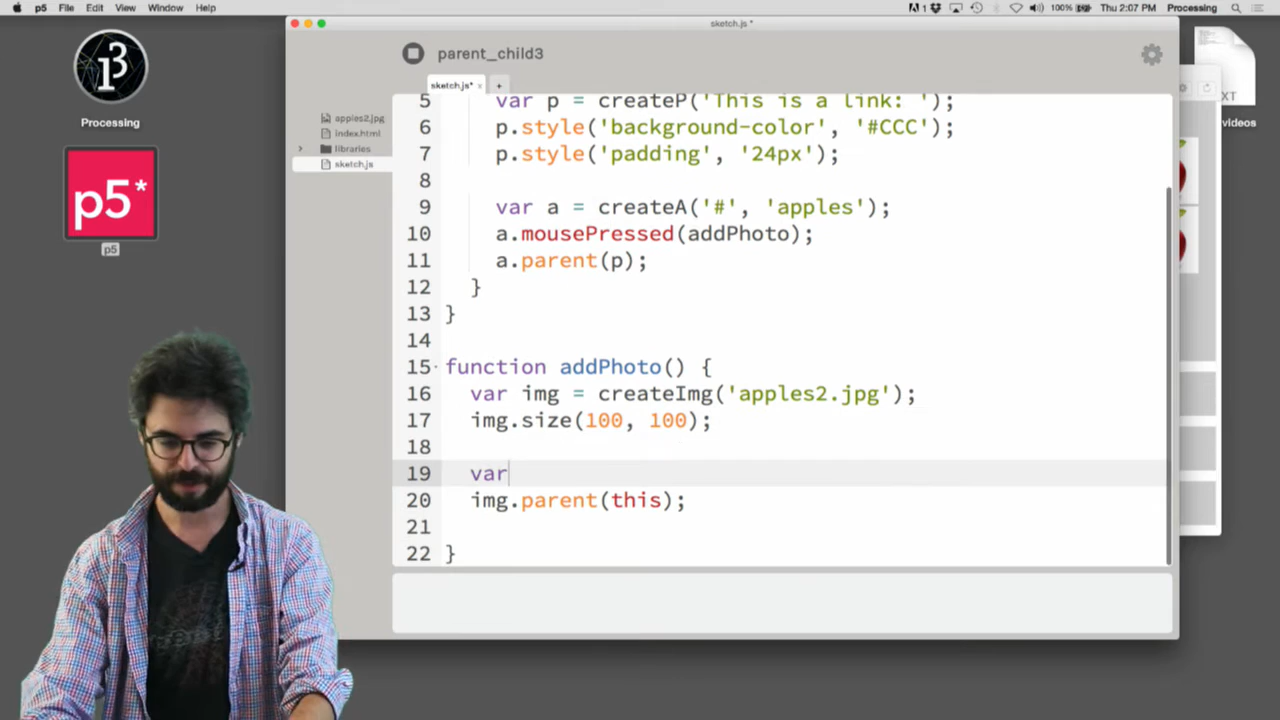 p5 File Edit View Window Help
1 100% Thu 2:07 PM Processing
sketch.js *
parent_child3
sketch.js* x +
apples2.jpg
index.html
libraries
sketch.js
5 var p = createP('This is a link: ');
6 p.style('background-color', '#CCC');
7 p.style('padding', '24px');
8
9 var a = createA('#', 'apples');
10 a.mousePressed(addPhoto);
11 a.parent(p);
12 }
13 }
14
15 function addPhoto() {
16 var img = createImg('apples2.jpg');
17 img.size(100, 100);
18
19 var
20 img.parent(this);
21
22 }
Processing
p5*
p5
XT
videos